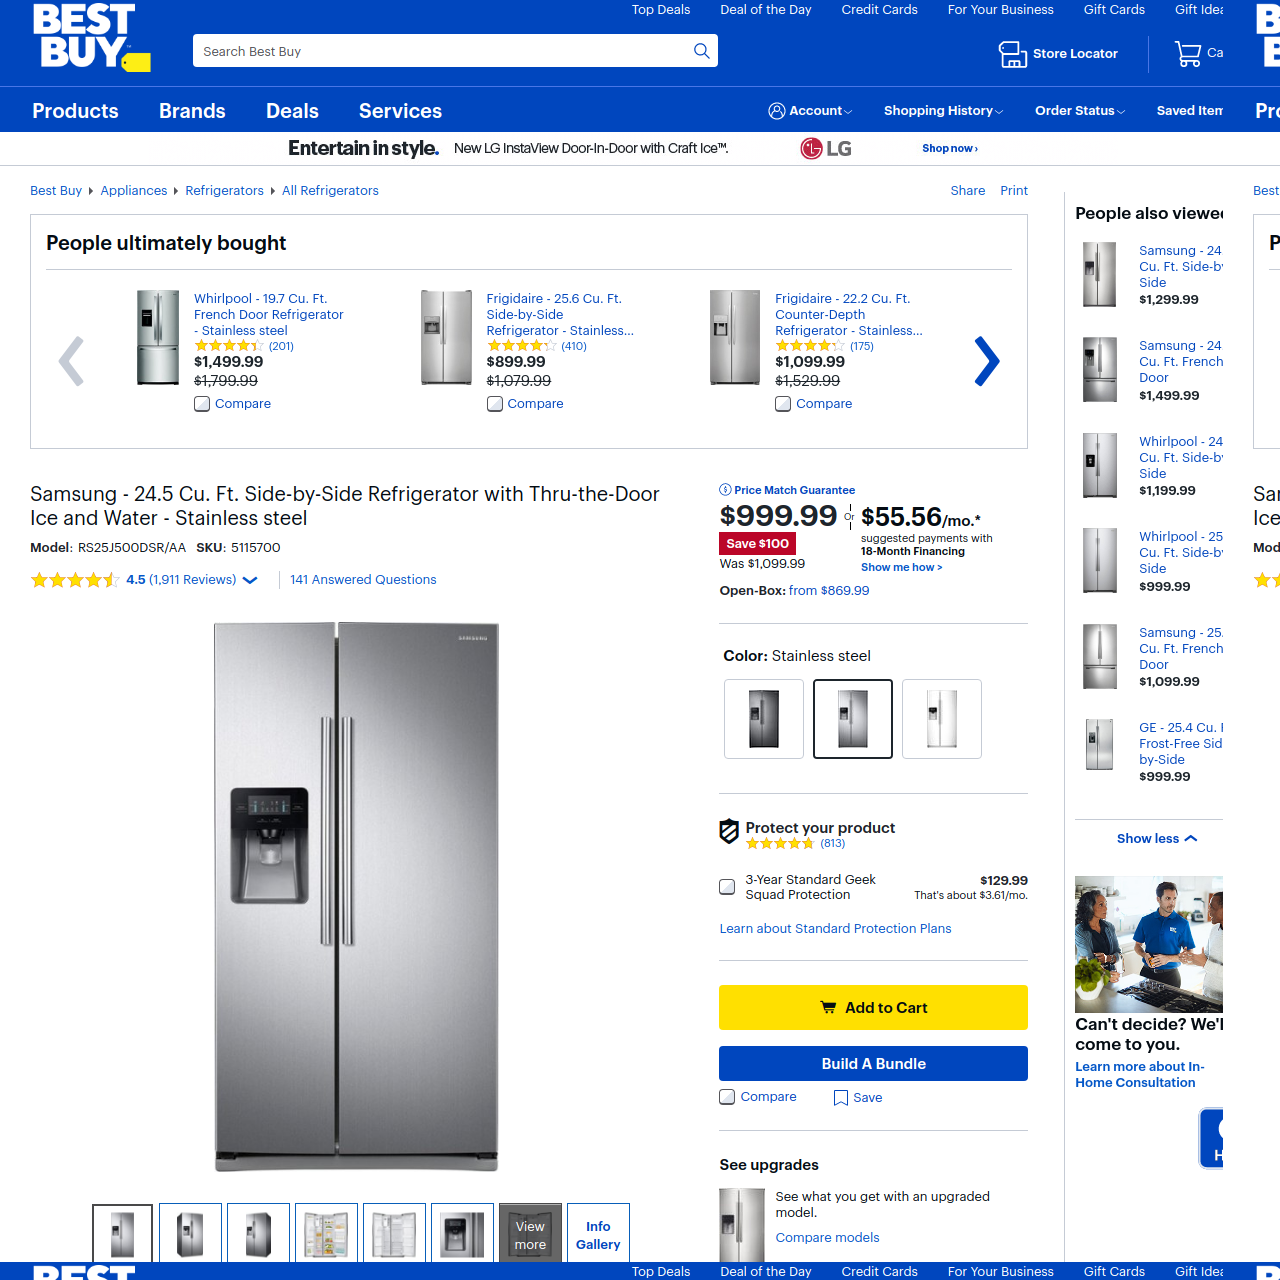 BEST BUY
Top Deals Deal of the Day Credit Cards For Your Business Gift Cards Gift
Search Best Buy
Store Locator
Products Brands Deals Services
Account Shopping History Order Status Saved
Entertain in style. New LG InstaView Door-In-Door with Craft Ice™. LG Shop now ›
Best Buy Appliances Refrigerators All Refrigerators
Share Print
People ultimately bought
Whirlpool - 19.7 Cu. Ft.
French Door Refrigerator
- Stainless steel
(201)
$1,499.99
$1,799.99
Compare
Frigidaire - 25.6 Cu. Ft.
Side-by-Side
Refrigerator - Stainless...
(410)
$899.99
$1,079.99
Compare
Frigidaire - 22.2 Cu. Ft.
Counter-Depth
Refrigerator - Stainless...
(175)
$1,099.99
$1,529.99
Compare
Samsung - 24.5 Cu. Ft. Side-by-Side Refrigerator with Thru-the-Door
Ice and Water - Stainless steel
Model: RS25J500DSR/AA SKU: 5115700
4.5 (1,911 Reviews) 141 Answered Questions
SAMSUNG
View
more
Info
Gallery
Price Match Guarantee
$999.99
Save $100
Was $1,099.99
Or
$55.56/mo.*
suggested payments with
18-Month Financing
Show me how >
Open-Box: from $869.99
Color: Stainless steel
Protect your product
(813)
3-Year Standard Geek
Squad Protection
$129.99
That's about $3.61/mo.
Learn about Standard Protection Plans
Add to Cart
Build A Bundle
Compare Save
See upgrades
See what you get with an upgraded
model.
Compare models
People also viewed
Samsung - 24
Cu. Ft. Side-by
Side
$1,299.99
Samsung - 24
Cu. Ft. French
Door
$1,499.99
Whirlpool - 24
Cu. Ft. Side-by
Side
$1,199.99
Whirlpool - 25
Cu. Ft. Side-by
Side
$999.99
Samsung - 25.
Cu. Ft. French
Door
$1,099.99
GE - 25.4 Cu.
Frost-Free Sid
by-Side
$999.99
Show less
Can't decide? We'l
come to you.
Learn more about In-
Home Consultation
Best
Top Deals Deal of the Day Credit Cards For Your Business Gift Cards Gift